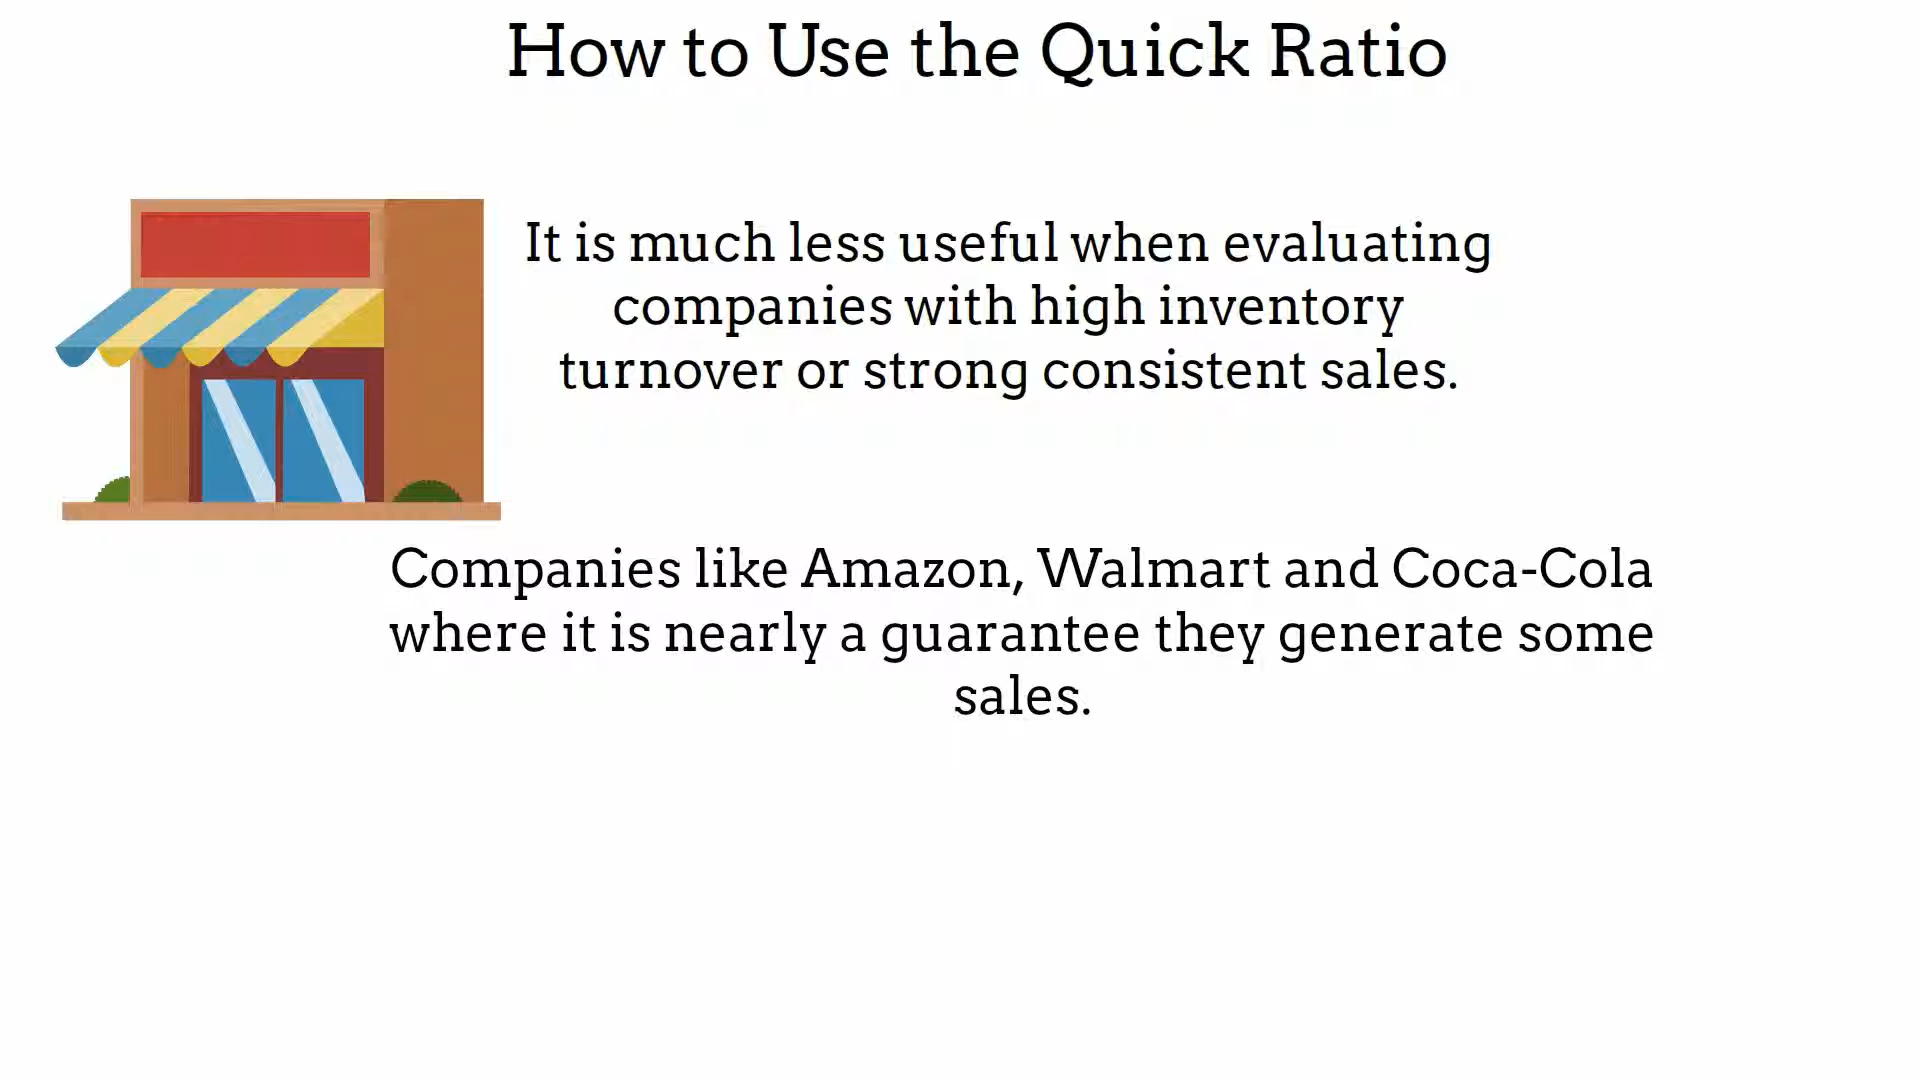 How to Use the Quick Ratio
It is much less useful when evaluating
companies with high inventory
turnover or strong consistent sales.
Companies like Amazon, Walmart and Coca-Cola
where it is nearly a guarantee they generate some
sales.